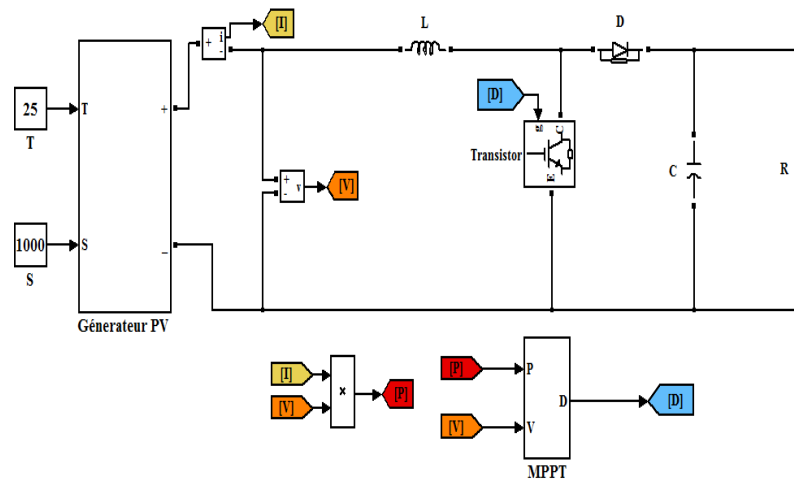 [I]
L
D
+ i
-
[D]
25
T
+
T
g C
Transistor
E
C
R
+
- v
[V]
1000
S
–
S
Génerateur PV
[I]
[V]
×
[P]
[P]
[V]
P
V
D
[D]
MPPT